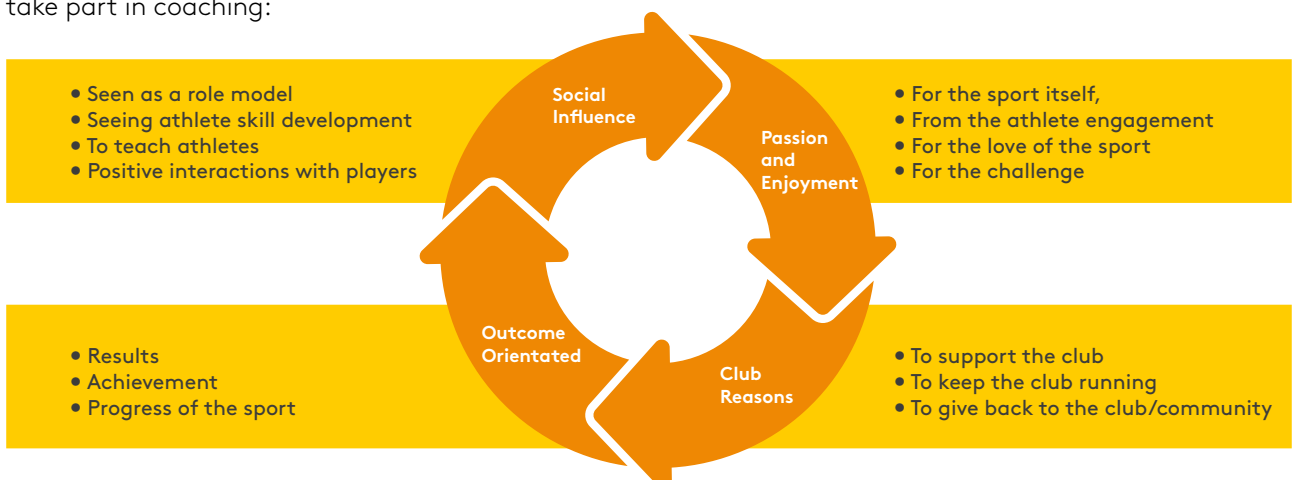 take part in coaching:
• Seen as a role model
• Seeing athlete skill development
• To teach athletes
• Positive interactions with players
Social
Influence
Passion
and
Enjoyment
• For the sport itself,
• From the athlete engagement
• For the love of the sport
• For the challenge
• Results
• Achievement
• Progress of the sport
Outcome
Orientated
Club
Reasons
• To support the club
• To keep the club running
• To give back to the club/community